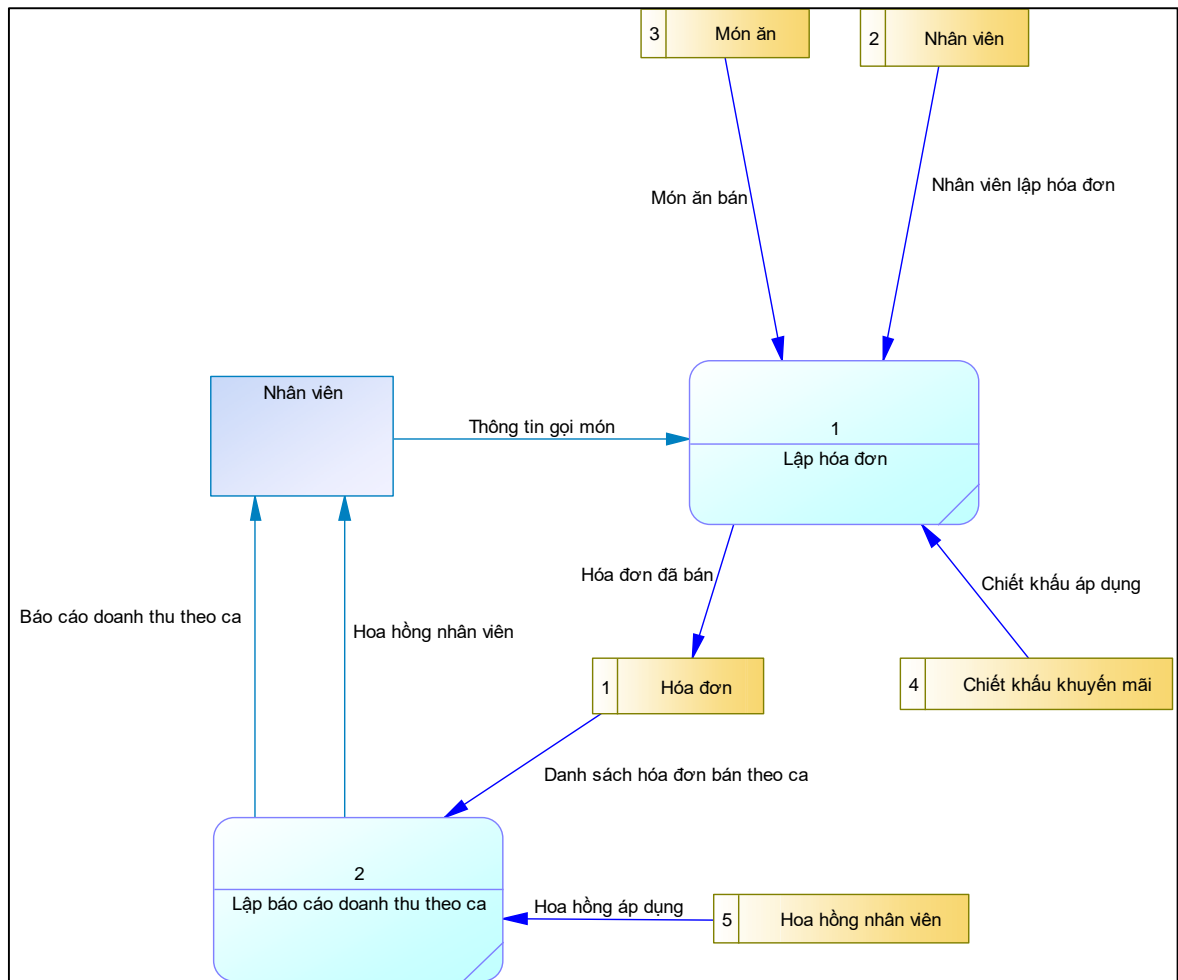 3 Món ăn
2 Nhân viên
Món ăn bán
Nhân viên lập hóa đơn
Nhân viên
Thông tin gọi món
1
Lập hóa đơn
Hóa đơn đã bán
Chiết khấu áp dụng
Báo cáo doanh thu theo ca
Hoa hồng nhân viên
1 Hóa đơn
4 Chiết khấu khuyến mãi
Danh sách hóa đơn bán theo ca
2
Lập báo cáo doanh thu theo ca
Hoa hồng áp dụng
5 Hoa hồng nhân viên